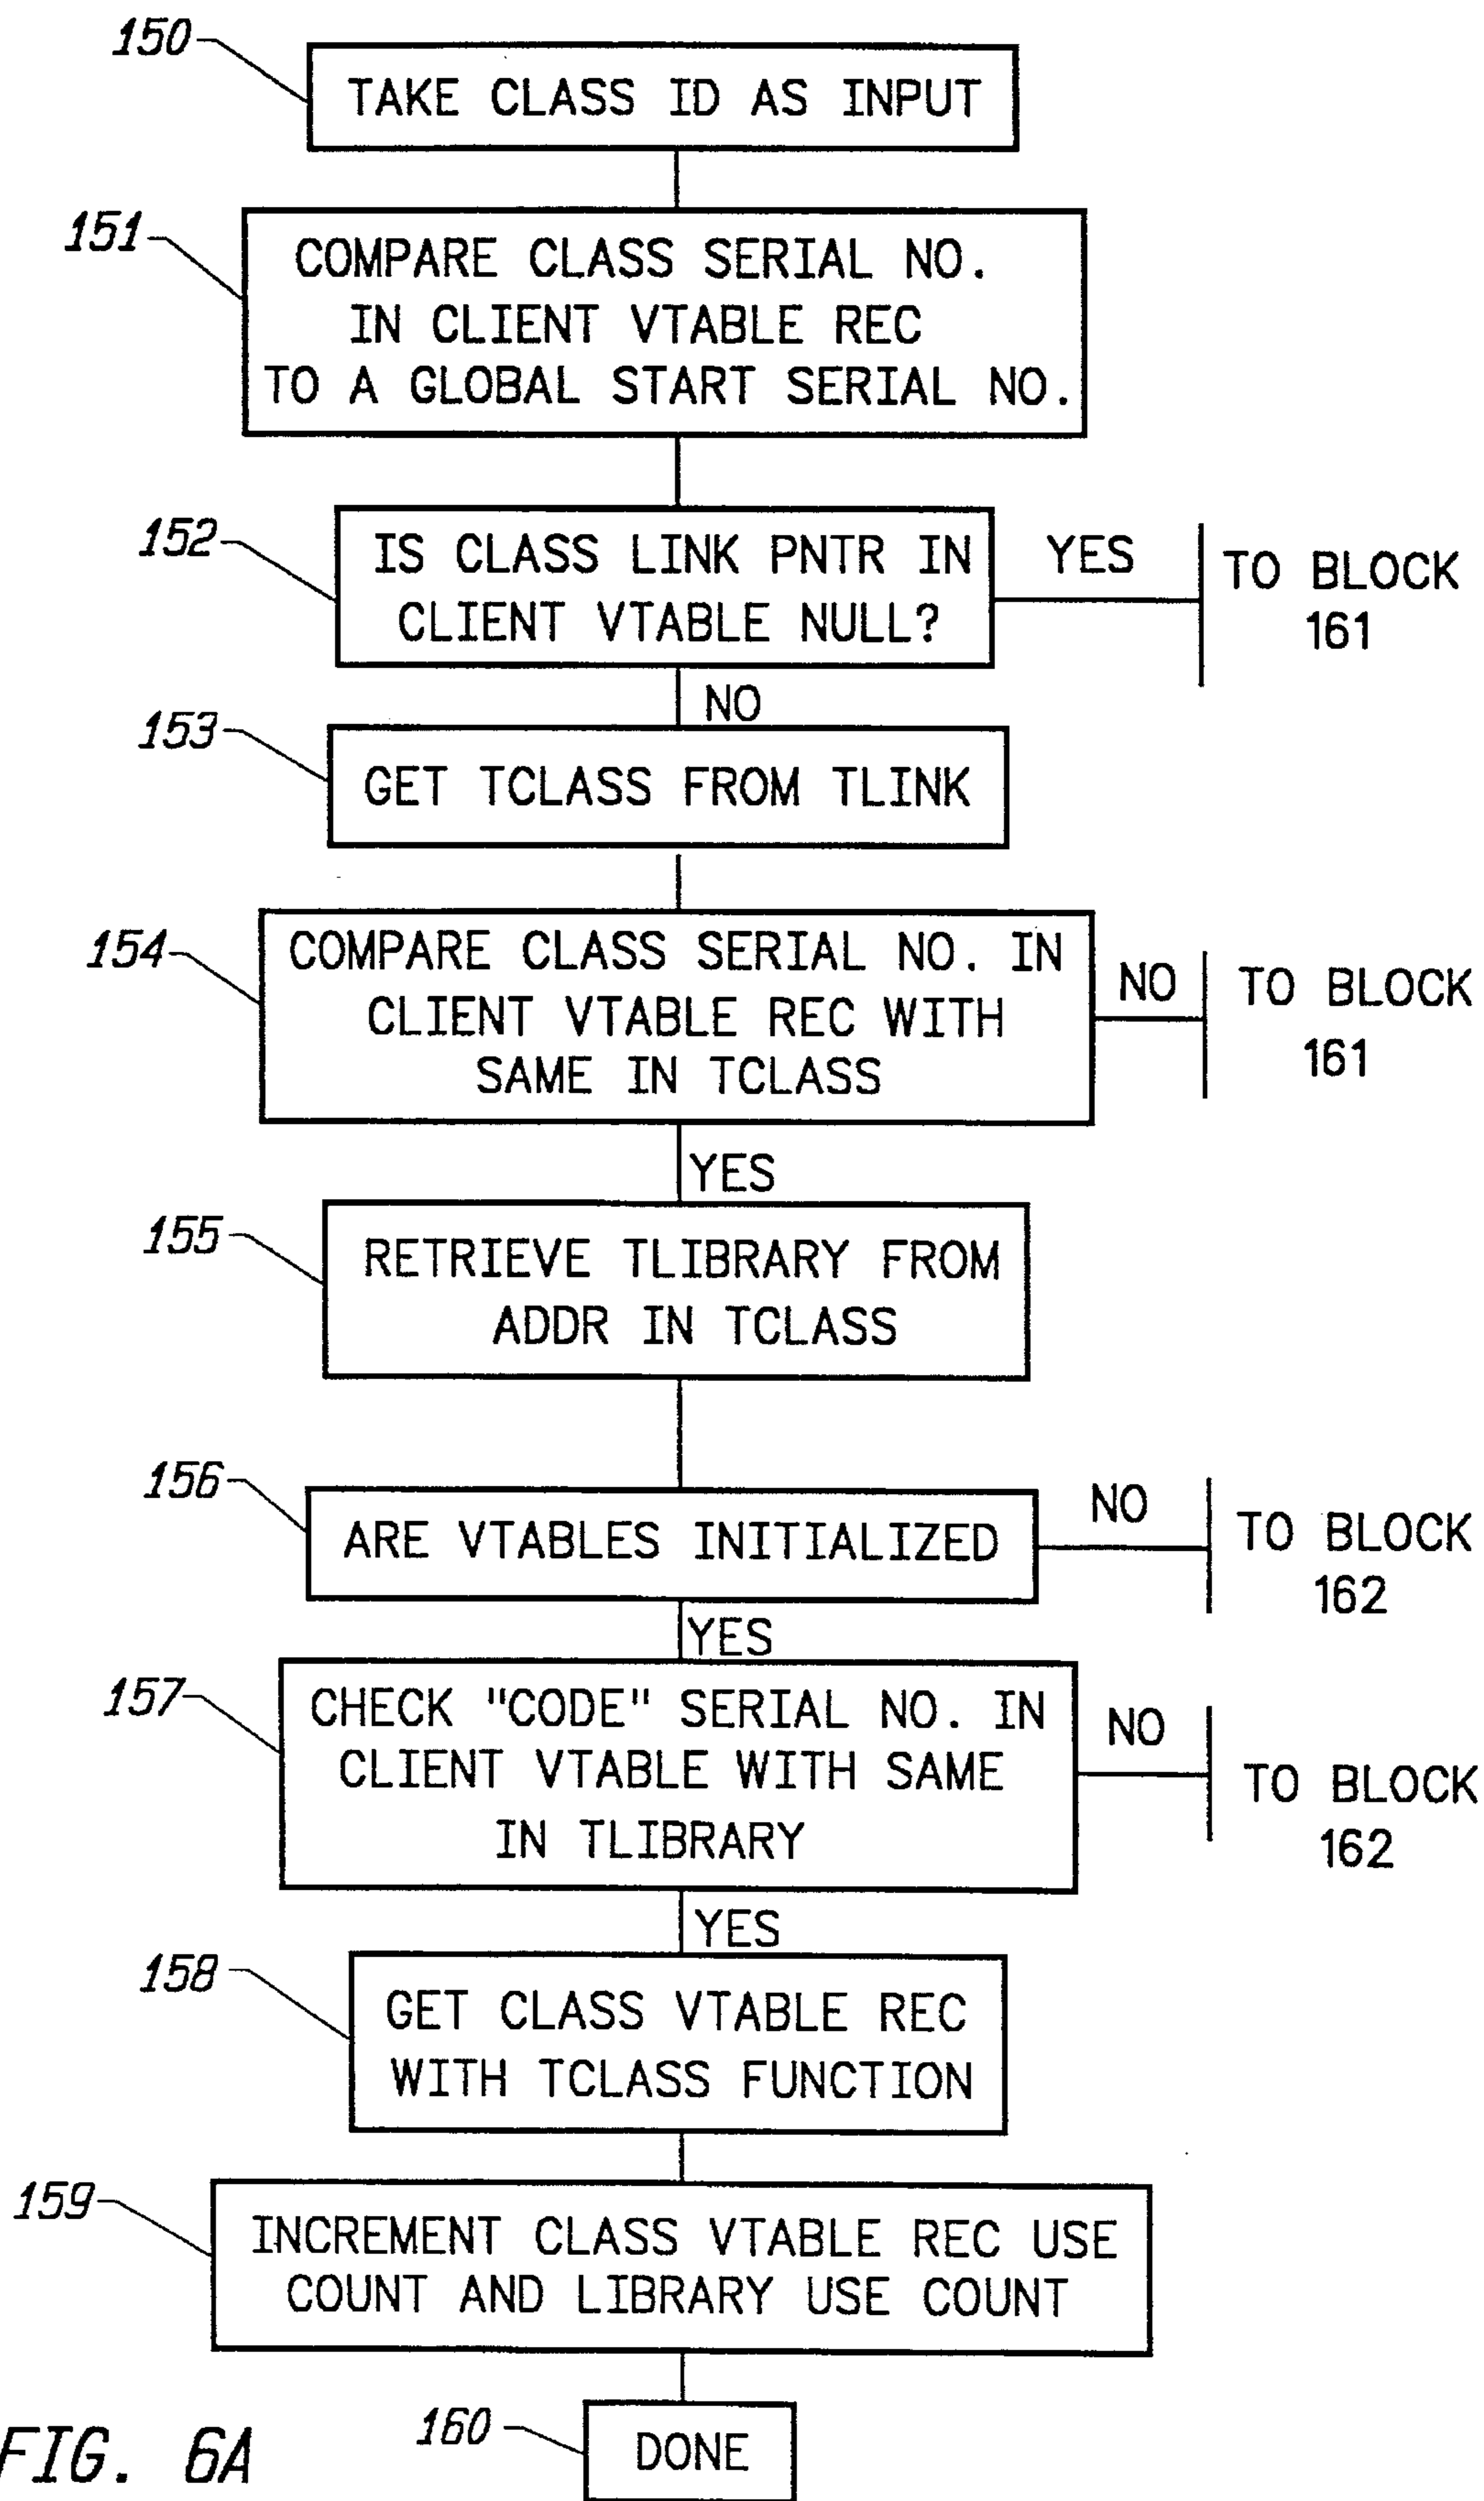 150
TAKE CLASS ID AS INPUT
151
COMPARE CLASS SERIAL NO.
IN CLIENT VTABLE REC
TO A GLOBAL START SERIAL NO.
152
IS CLASS LINK PNTR IN
CLIENT VTABLE NULL?
YES
TO BLOCK
161
NO
153
GET TCLASS FROM TLINK
154
COMPARE CLASS SERIAL NO. IN
CLIENT VTABLE REC WITH
SAME IN TCLASS
NO
TO BLOCK
161
YES
155
RETRIEVE TLIBRARY FROM
ADDR IN TCLASS
156
ARE VTABLES INITIALIZED
NO
TO BLOCK
162
YES
157
CHECK "CODE" SERIAL NO. IN
CLIENT VTABLE WITH SAME
IN TLIBRARY
NO
TO BLOCK
162
YES
158
GET CLASS VTABLE REC
WITH TCLASS FUNCTION
159
INCREMENT CLASS VTABLE REC USE
COUNT AND LIBRARY USE COUNT
160
DONE
FIG. 6A